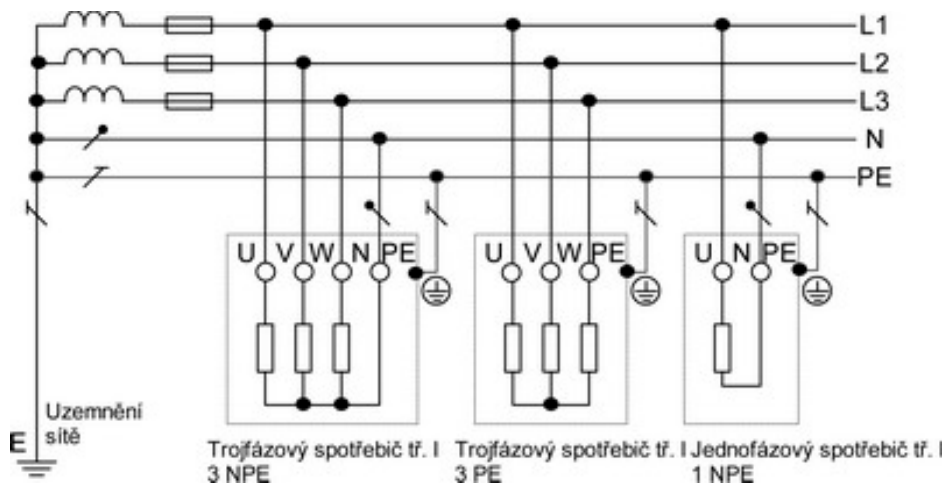 L1
L2
L3
N
PE
U V W N PE
U V W PE
U N PE
E
Uzemnění
sítě
Trojfázový spotřebič tř. I
3 NPE
Trojfázový spotřebič tř. I
3 PE
Jednofázový spotřebič tř. I
1 NPE